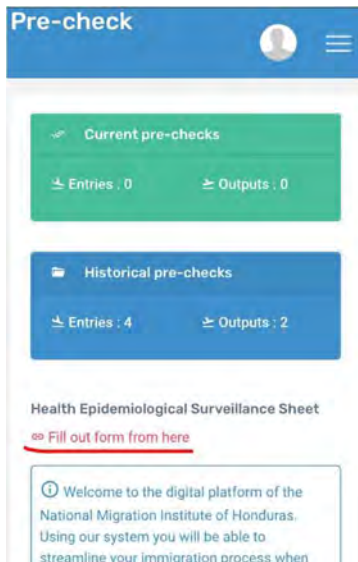 Pre-check
Current pre-checks
Entries : 0 Outputs : 0
Historical pre-checks
Entries : 4 Outputs : 2
Health Epidemiological Surveillance Sheet
Fill out form from here
Welcome to the digital platform of the
National Migration Institute of Honduras.
Using our system you will be able to
streamline your immigration process when